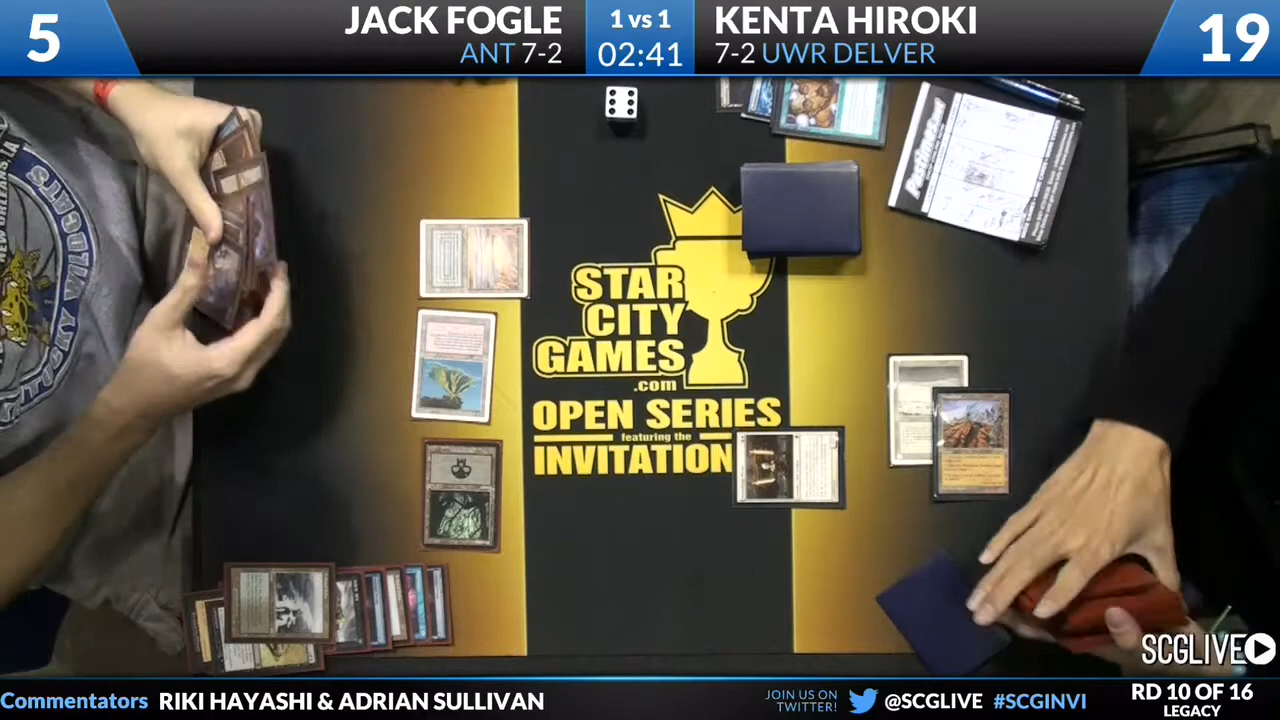 5
JACK FOGLE
ANT 7-2
1 vs 1
02:41
KENTA HIROKI
7-2 UWR DELVER
19
STAR
CITY
GAMES
.com
OPEN SERIES
featuring the
INVITATION
SCGLIVE
Commentators RIKI HAYASHI & ADRIAN SULLIVAN
JOIN US ON
TWITTER!
@SCGLIVE #SCGINVI
RD 10 OF 16
LEGACY